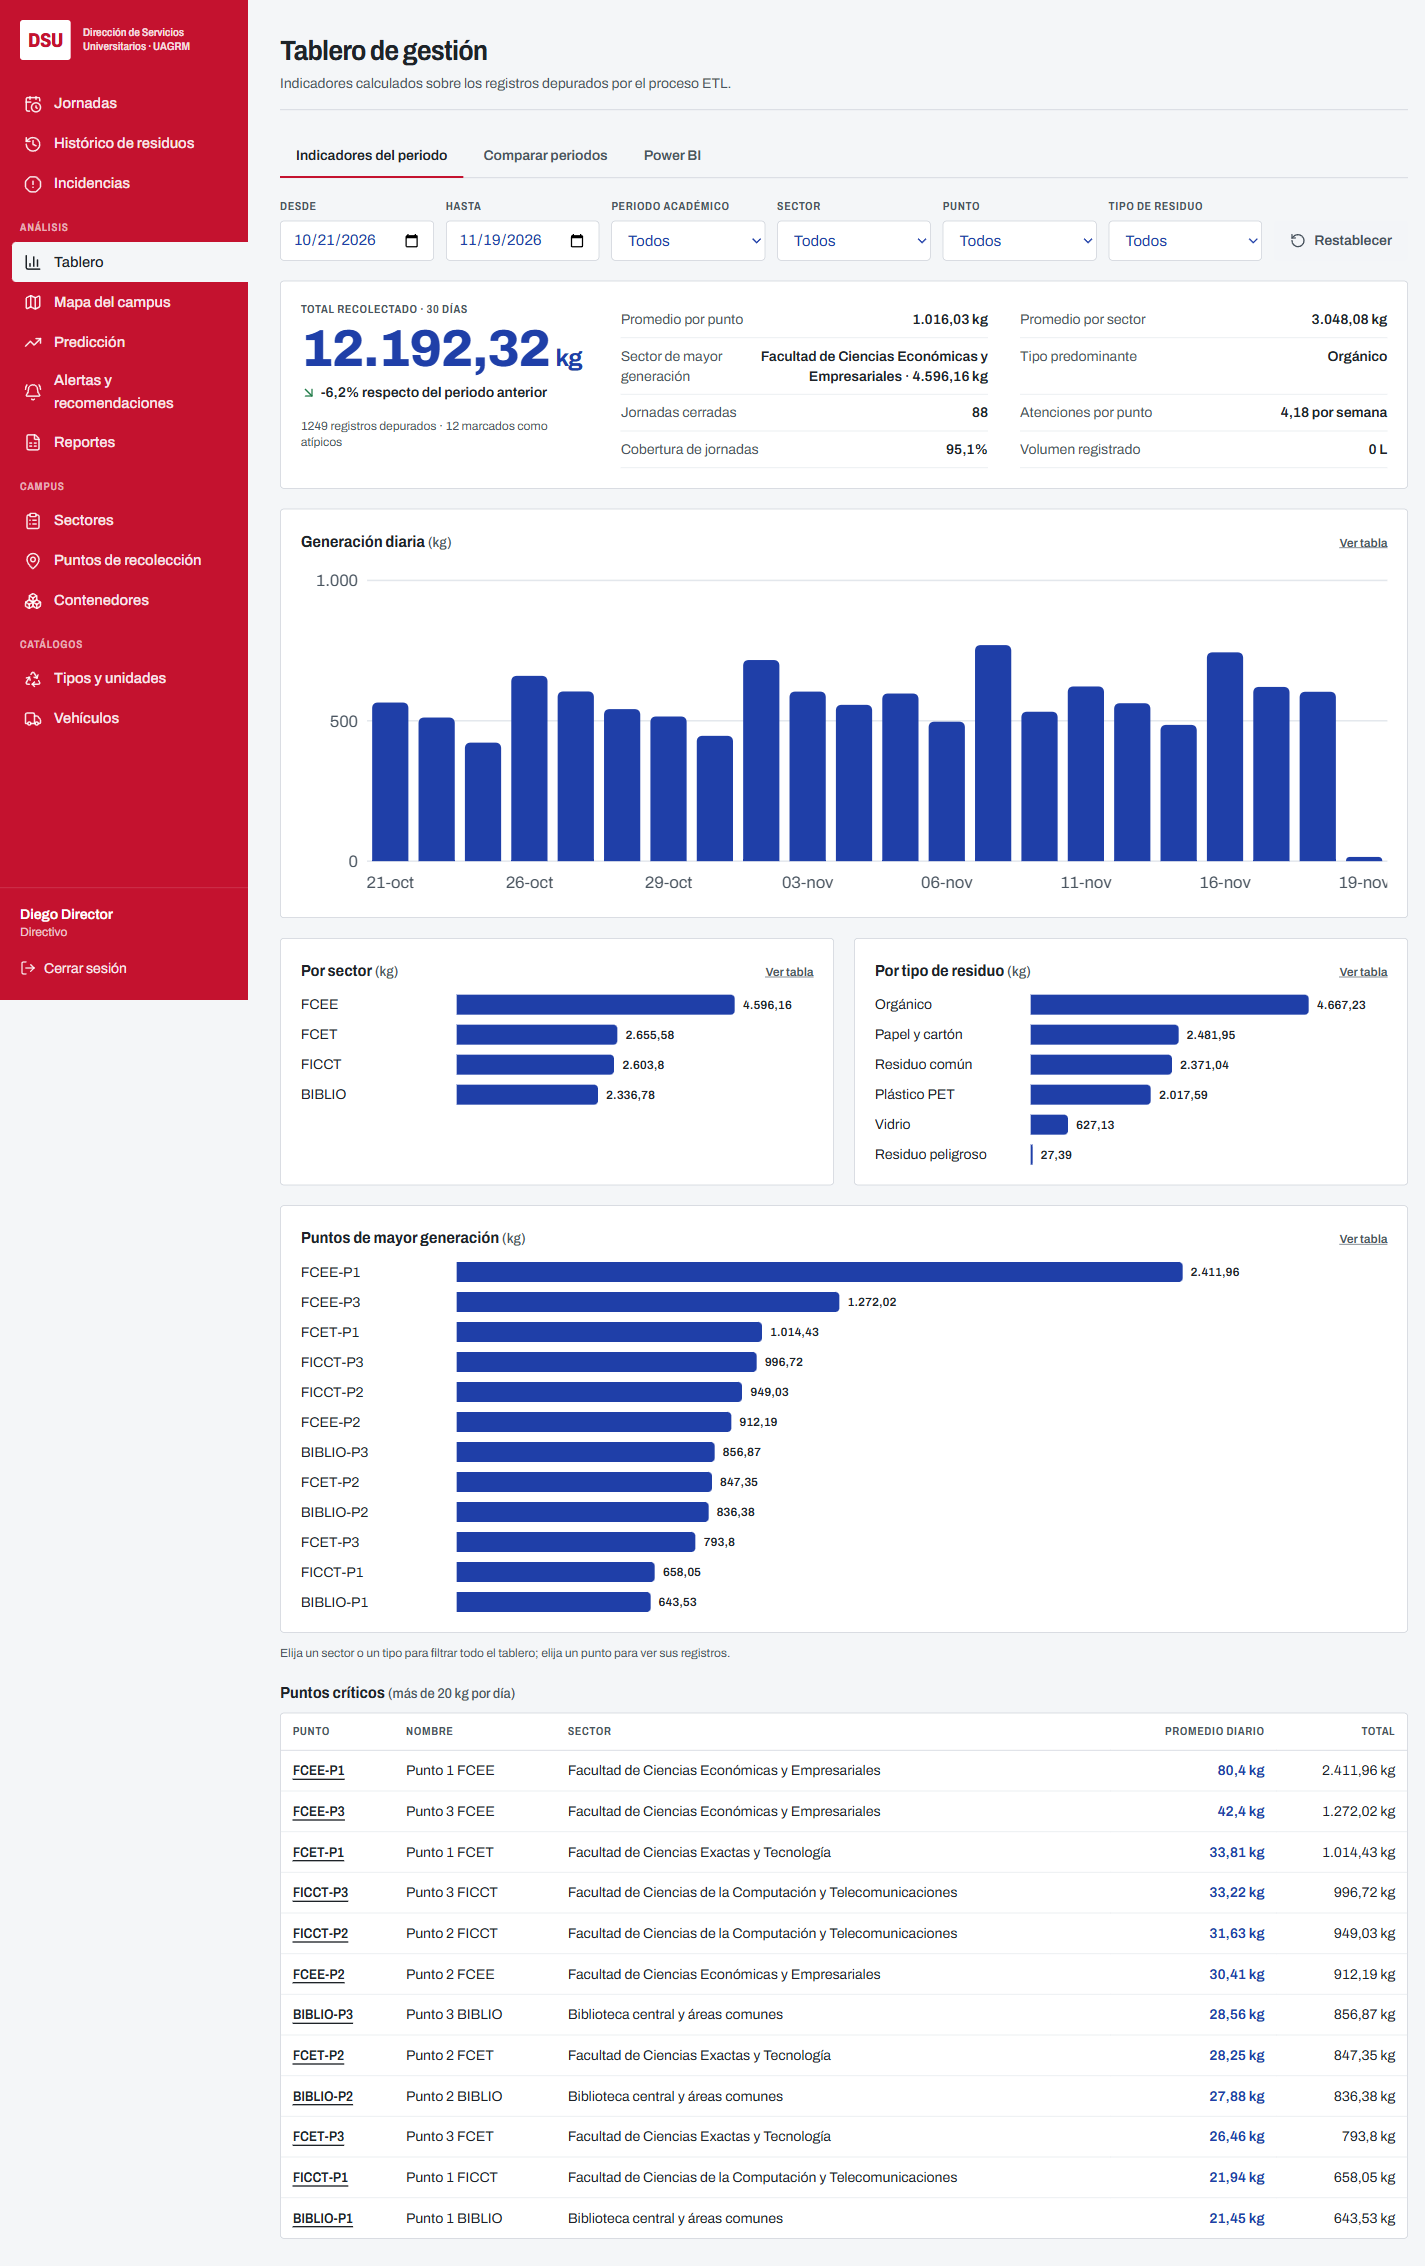 DSU
Dirección de Servicios
Universitarios · UAGRM
Jornadas
Histórico de residuos
Incidencias
ANÁLISIS
Tablero
Mapa del campus
Predicción
Alertas y
recomendaciones
Reportes
CAMPUS
Sectores
Puntos de recolección
Contenedores
CATÁLOGOS
Tipos y unidades
Vehículos
Diego Director
Directivo
Cerrar sesión
Tablero de gestión
Indicadores calculados sobre los registros depurados por el proceso ETL.
Indicadores del periodo Comparar periodos Power BI
DESDE HASTA PERIODO ACADÉMICO SECTOR PUNTO TIPO DE RESIDUO
10/21/2026 11/19/2026 Todos Todos Todos Todos Restablecer
TOTAL RECOLECTADO · 30 DÍAS
12.192,32 kg
-6,2% respecto del periodo anterior
1249 registros depurados · 12 marcados como
atípicos
Promedio por punto 1.016,03 kg
Sector de mayor generación Facultad de Ciencias Económicas y
Empresariales · 4.596,16 kg
Jornadas cerradas 88
Cobertura de jornadas 95,1%
Promedio por sector 3.048,08 kg
Tipo predominante Orgánico
Atenciones por punto 4,18 por semana
Volumen registrado 0 L
Generación diaria (kg) Ver tabla
1.000
500
0
21-oct 26-oct 29-oct 03-nov 06-nov 11-nov 16-nov 19-nov
Por sector (kg) Ver tabla
FCEE 4.596,16
FCET 2.655,58
FICCT 2.603,8
BIBLIO 2.336,78
Por tipo de residuo (kg) Ver tabla
Orgánico 4.667,23
Papel y cartón 2.481,95
Residuo común 2.371,04
Plástico PET 2.017,59
Vidrio 627,13
Residuo peligroso 27,39
Puntos de mayor generación (kg) Ver tabla
FCEE-P1 2.411,96
FCEE-P3 1.272,02
FCET-P1 1.014,43
FICCT-P3 996,72
FICCT-P2 949,03
FCEE-P2 912,19
BIBLIO-P3 856,87
FCET-P2 847,35
BIBLIO-P2 836,38
FCET-P3 793,8
FICCT-P1 658,05
BIBLIO-P1 643,53
Elija un sector o un tipo para filtrar todo el tablero; elija un punto para ver sus registros.
Puntos críticos (más de 20 kg por día)
PUNTO NOMBRE SECTOR PROMEDIO DIARIO TOTAL
FCEE-P1 Punto 1 FCEE Facultad de Ciencias Económicas y Empresariales 80,4 kg 2.411,96 kg
FCEE-P3 Punto 3 FCEE Facultad de Ciencias Económicas y Empresariales 42,4 kg 1.272,02 kg
FCET-P1 Punto 1 FCET Facultad de Ciencias Exactas y Tecnología 33,81 kg 1.014,43 kg
FICCT-P3 Punto 3 FICCT Facultad de Ciencias de la Computación y Telecomunicaciones 33,22 kg 996,72 kg
FICCT-P2 Punto 2 FICCT Facultad de Ciencias de la Computación y Telecomunicaciones 31,63 kg 949,03 kg
FCEE-P2 Punto 2 FCEE Facultad de Ciencias Económicas y Empresariales 30,41 kg 912,19 kg
BIBLIO-P3 Punto 3 BIBLIO Biblioteca central y áreas comunes 28,56 kg 856,87 kg
FCET-P2 Punto 2 FCET Facultad de Ciencias Exactas y Tecnología 28,25 kg 847,35 kg
BIBLIO-P2 Punto 2 BIBLIO Biblioteca central y áreas comunes 27,88 kg 836,38 kg
FCET-P3 Punto 3 FCET Facultad de Ciencias Exactas y Tecnología 26,46 kg 793,8 kg
FICCT-P1 Punto 1 FICCT Facultad de Ciencias de la Computación y Telecomunicaciones 21,94 kg 658,05 kg
BIBLIO-P1 Punto 1 BIBLIO Biblioteca central y áreas comunes 21,45 kg 643,53 kg